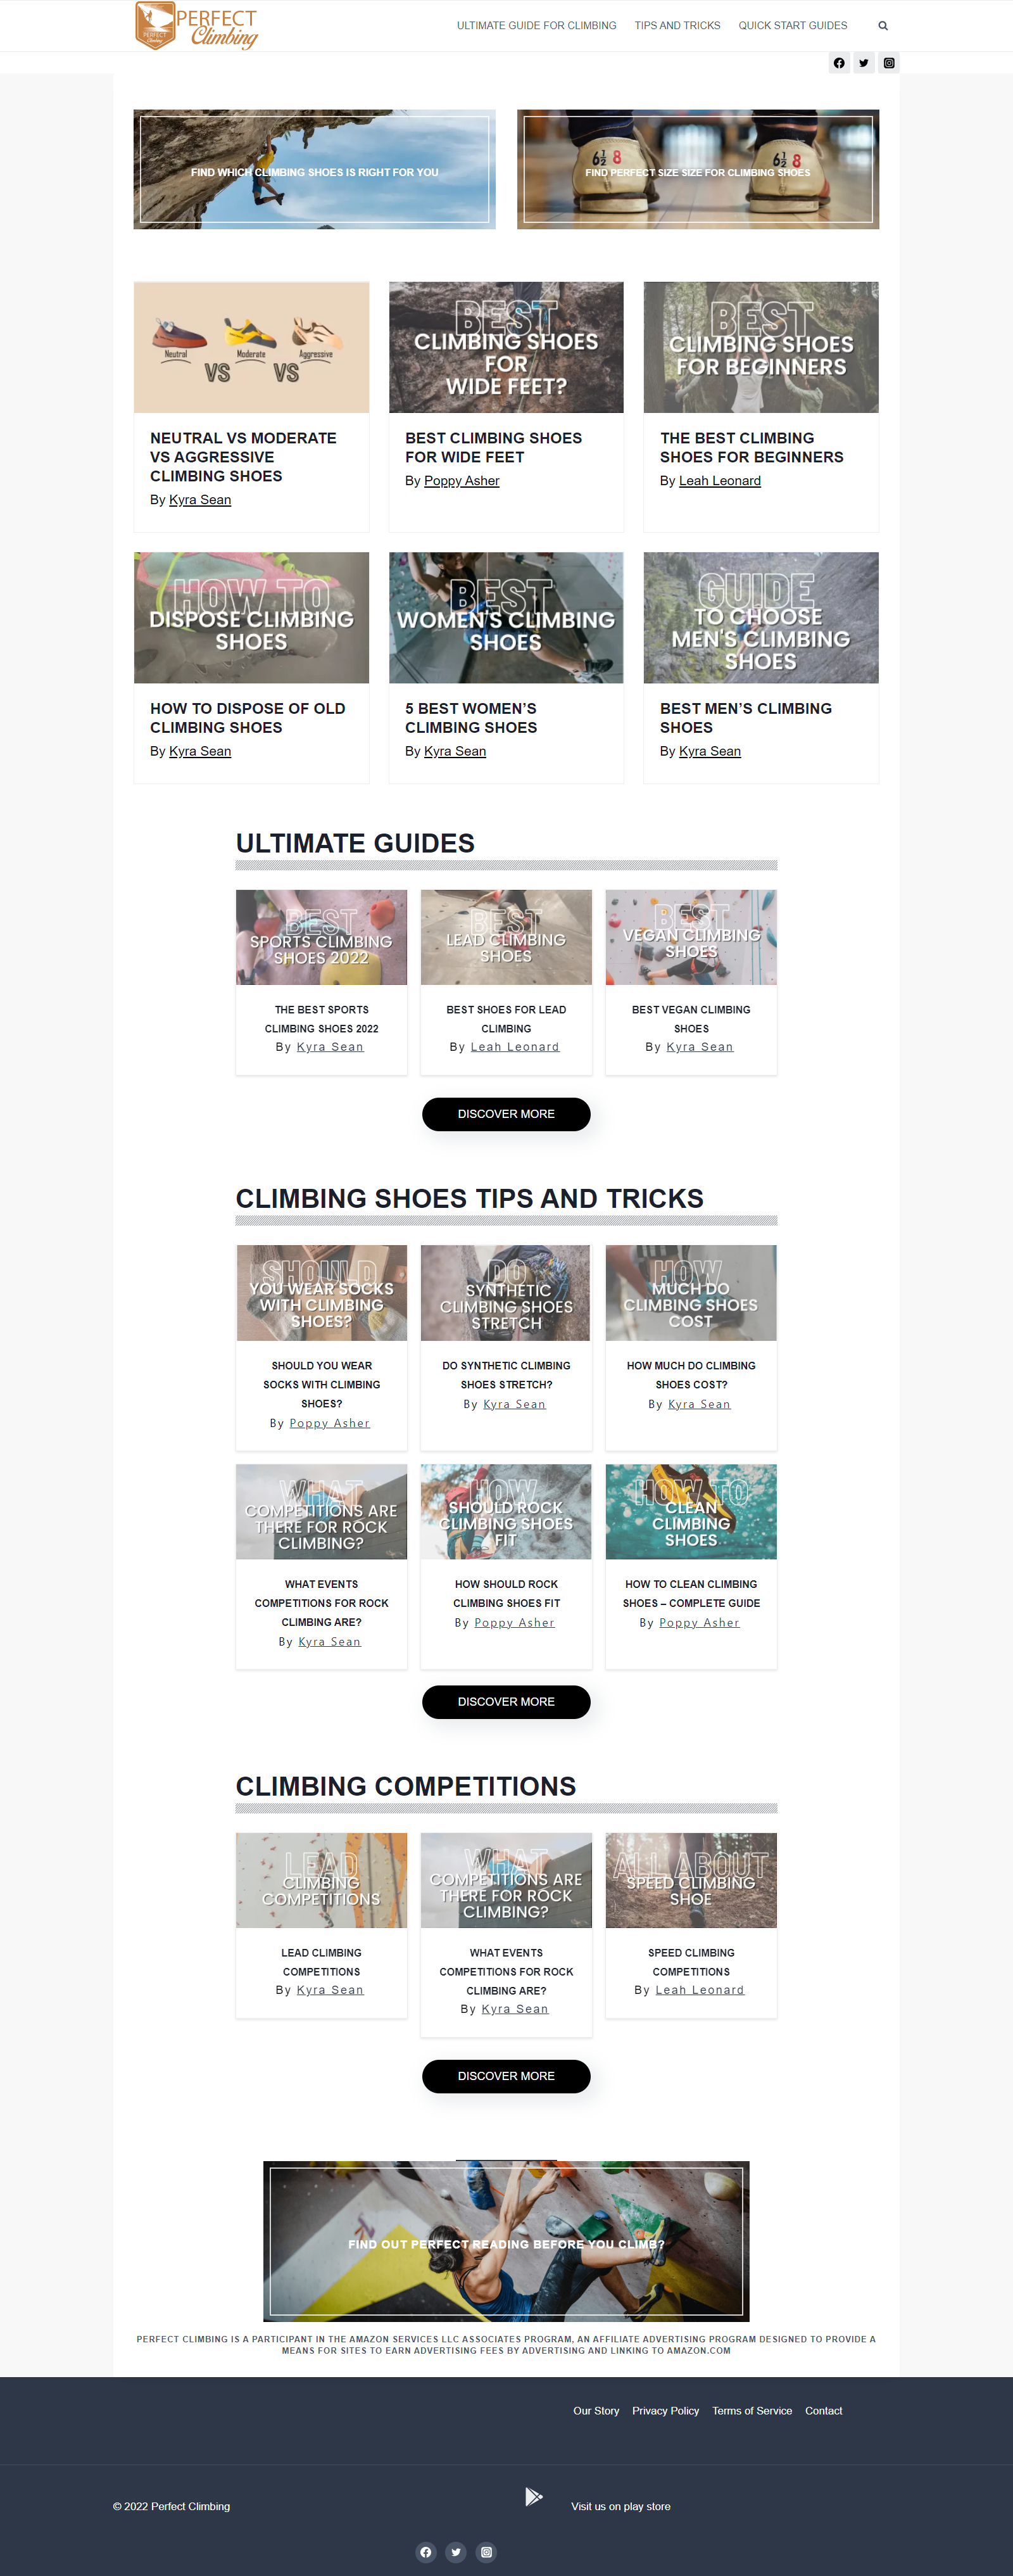 PERFECT
Climbing
PERFECT
ULTIMATE GUIDE FOR CLIMBING
TIPS AND TRICKS
QUICK START GUIDES
FIND WHICH CLIMBING SHOES IS RIGHT FOR YOU
6½ 8
6½ 8
FIND PERFECT SIZE SIZE FOR CLIMBING SHOES
Neutral
Moderate
Aggressive
VS
VS
NEUTRAL VS MODERATE
VS AGGRESSIVE
CLIMBING SHOES
By Kyra Sean
BEST
CLIMBING SHOES
FOR
WIDE FEET?
BEST CLIMBING SHOES
FOR WIDE FEET
By Poppy Asher
BEST
CLIMBING SHOES
FOR BEGINNERS
THE BEST CLIMBING
SHOES FOR BEGINNERS
By Leah Leonard
HOW TO
DISPOSE CLIMBING
SHOES
HOW TO DISPOSE OF OLD
CLIMBING SHOES
By Kyra Sean
BEST
WOMEN'S CLIMBING
SHOES
5 BEST WOMEN’S
CLIMBING SHOES
By Kyra Sean
GUIDE
TO CHOOSE
MEN'S CLIMBING
SHOES
BEST MEN’S CLIMBING
SHOES
By Kyra Sean
ULTIMATE GUIDES
BEST
SPORTS CLIMBING
SHOES 2022
THE BEST SPORTS
CLIMBING SHOES 2022
By Kyra Sean
BEST
LEAD CLIMBING
SHOES
BEST SHOES FOR LEAD
CLIMBING
By Leah Leonard
BEST
VEGAN CLIMBING
SHOES
BEST VEGAN CLIMBING
SHOES
By Kyra Sean
DISCOVER MORE
CLIMBING SHOES TIPS AND TRICKS
SHOULD
YOU WEAR SOCKS
WITH CLIMBING
SHOES?
SHOULD YOU WEAR
SOCKS WITH CLIMBING
SHOES?
By Poppy Asher
DO
SYNTHETIC
CLIMBING SHOES
STRETCH
DO SYNTHETIC CLIMBING
SHOES STRETCH?
By Kyra Sean
HOW
MUCH DO
CLIMBING SHOES
COST
HOW MUCH DO CLIMBING
SHOES COST?
By Kyra Sean
WHAT
COMPETITIONS ARE
THERE FOR ROCK
CLIMBING?
WHAT EVENTS
COMPETITIONS FOR ROCK
CLIMBING ARE?
By Kyra Sean
HOW
SHOULD ROCK
CLIMBING SHOES
FIT
HOW SHOULD ROCK
CLIMBING SHOES FIT
By Poppy Asher
HOW TO
CLEAN
CLIMBING
SHOES
HOW TO CLEAN CLIMBING
SHOES – COMPLETE GUIDE
By Poppy Asher
DISCOVER MORE
CLIMBING COMPETITIONS
LEAD
CLIMBING
COMPETITIONS
LEAD CLIMBING
COMPETITIONS
By Kyra Sean
WHAT
COMPETITIONS ARE
THERE FOR ROCK
CLIMBING?
WHAT EVENTS
COMPETITIONS FOR ROCK
CLIMBING ARE?
By Kyra Sean
ALL ABOUT
SPEED CLIMBING
SHOE
SPEED CLIMBING
COMPETITIONS
By Leah Leonard
DISCOVER MORE
FIND OUT PERFECT READING BEFORE YOU CLIMB?
PERFECT CLIMBING IS A PARTICIPANT IN THE AMAZON SERVICES LLC ASSOCIATES PROGRAM, AN AFFILIATE ADVERTISING PROGRAM DESIGNED TO PROVIDE A
MEANS FOR SITES TO EARN ADVERTISING FEES BY ADVERTISING AND LINKING TO AMAZON.COM
Our Story
Privacy Policy
Terms of Service
Contact
© 2022 Perfect Climbing
Visit us on play store